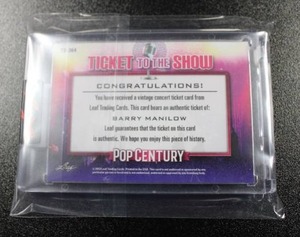 TICKET TO THE SHOW
CONGRATULATIONS!
You have received a vintage concert ticket card from
Leaf Trading Cards. This card bears an authentic ticket of:
BARRY MANILOW
Leaf guarantees that the ticket on this card
is authentic. We hope you enjoy this piece of history.
POP CENTURY